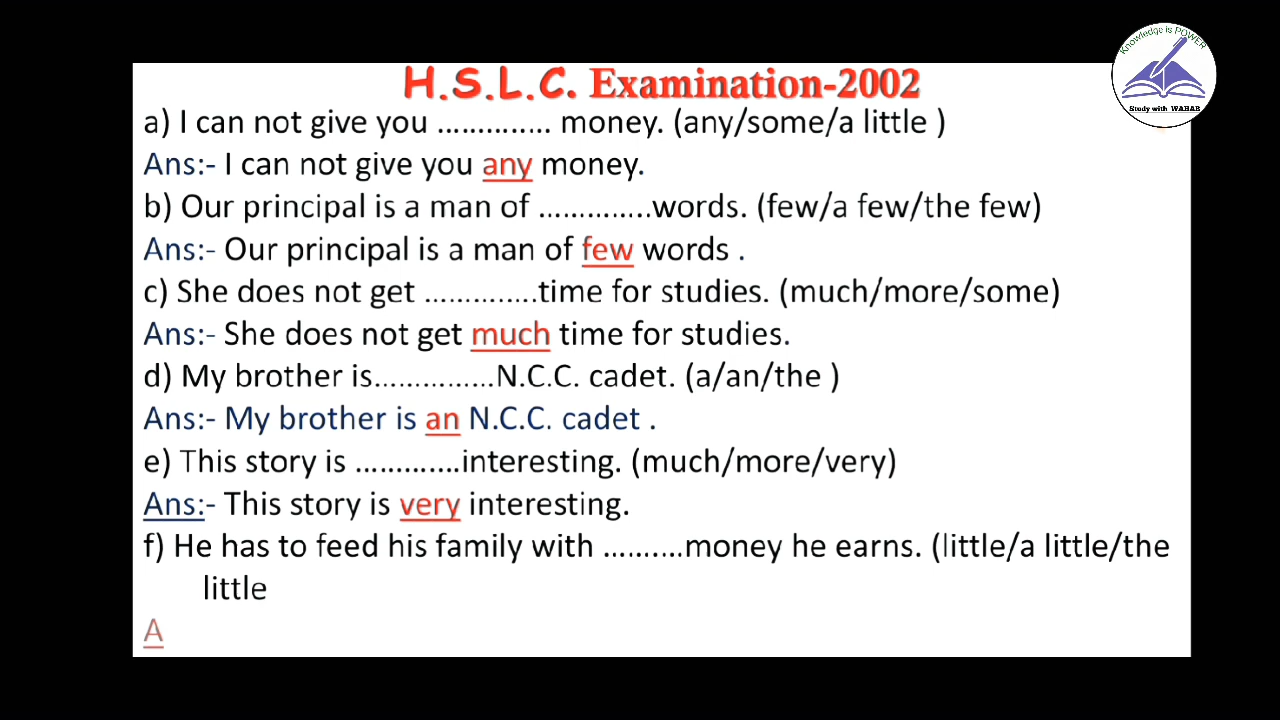 Knowledge is POWER
Study with WAHAB
H.S.L.C. Examination-2002
a) I can not give you .............. money. (any/some/a little )
Ans:- I can not give you any money.
b) Our principal is a man of .............words. (few/a few/the few)
Ans:- Our principal is a man of few words .
c) She does not get .............time for studies. (much/more/some)
Ans:- She does not get much time for studies.
d) My brother is...............N.C.C. cadet. (a/an/the )
Ans:- My brother is an N.C.C. cadet .
e) This story is ............interesting. (much/more/very)
Ans:- This story is very interesting.
f) He has to feed his family with ..........money he earns. (little/a little/the
little
A